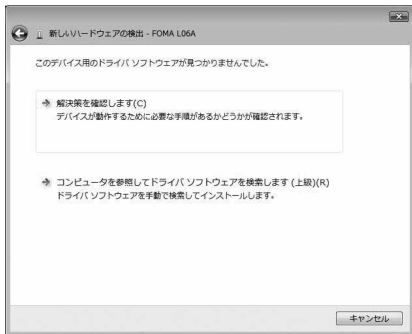 新しいハードウェアの検出 - FOMA L06A
このデバイス用のドライバ ソフトウェアが見つかりませんでした。
解決策を確認します(C)
デバイスが動作するために必要な手順があるかどうかが確認されます。
コンピュータを参照してドライバ ソフトウェアを検索します (上級)(R)
ドライバ ソフトウェアを手動で検索してインストールします。
キャンセル